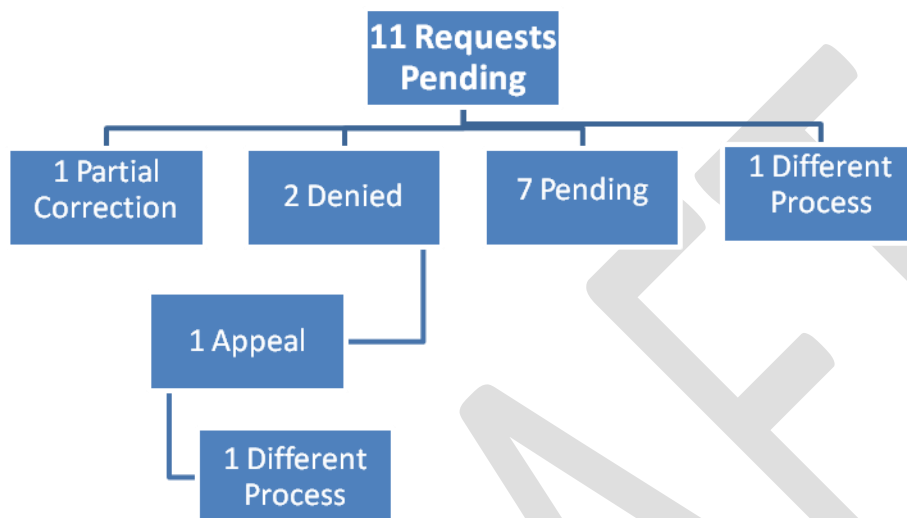 11 Requests
Pending
1 Partial
Correction
2 Denied
7 Pending
1 Different
Process
1 Appeal
1 Different
Process